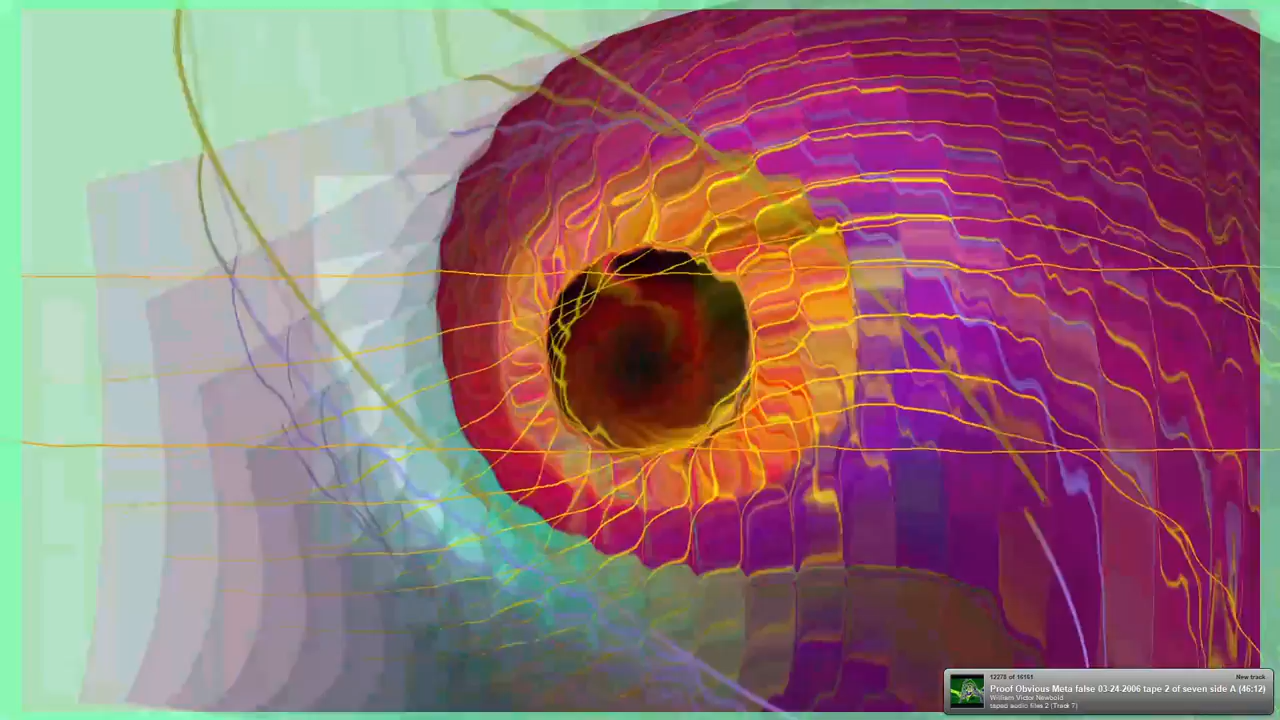 12278 of 16161 New track
Proof Obvious Meta false 03-24-2006 tape 2 of seven side A (46:12)
William Victor Newbold
taped audio files 2 (Track 7)